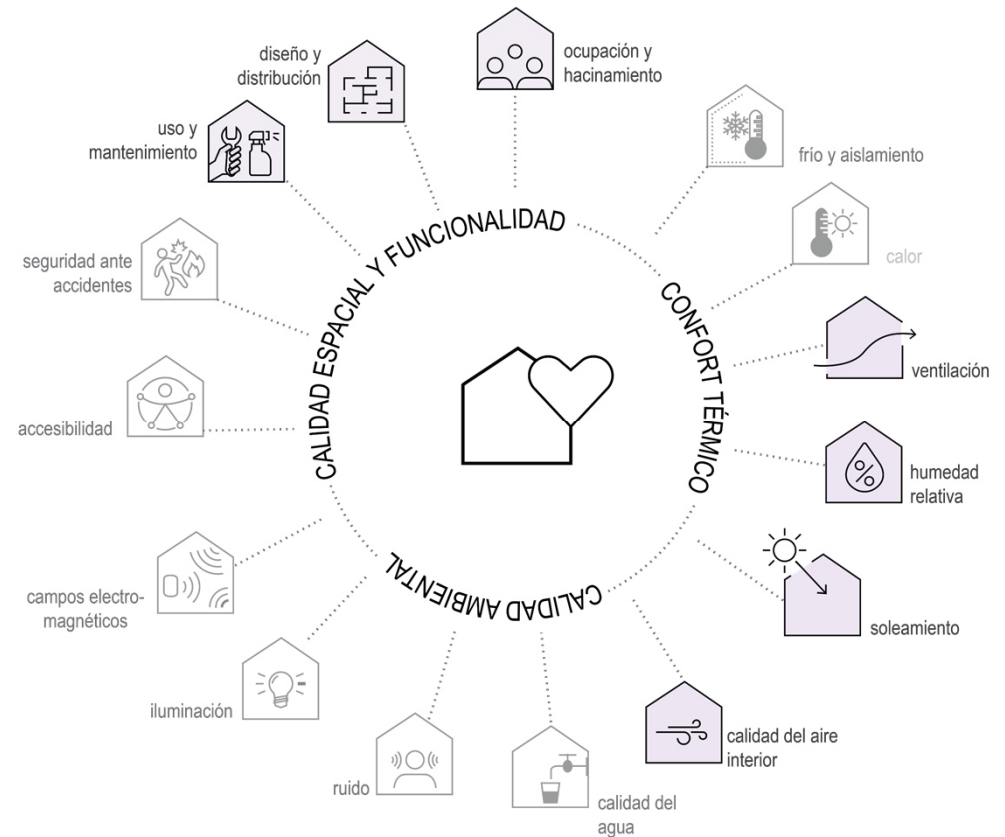 diseño y
distribución
ocupación y
hacinamiento
uso y
mantenimiento
frío y aislamiento
seguridad ante
accidentes
calor
CALIDAD ESPACIAL Y FUNCIONALIDAD
CONFORT TÉRMICO
ventilación
accesibilidad
humedad
relativa
%
CALIDAD AMBIENTAL
campos electro-
magnéticos
soleamiento
iluminación
calidad del aire
interior
ruido
calidad del
agua